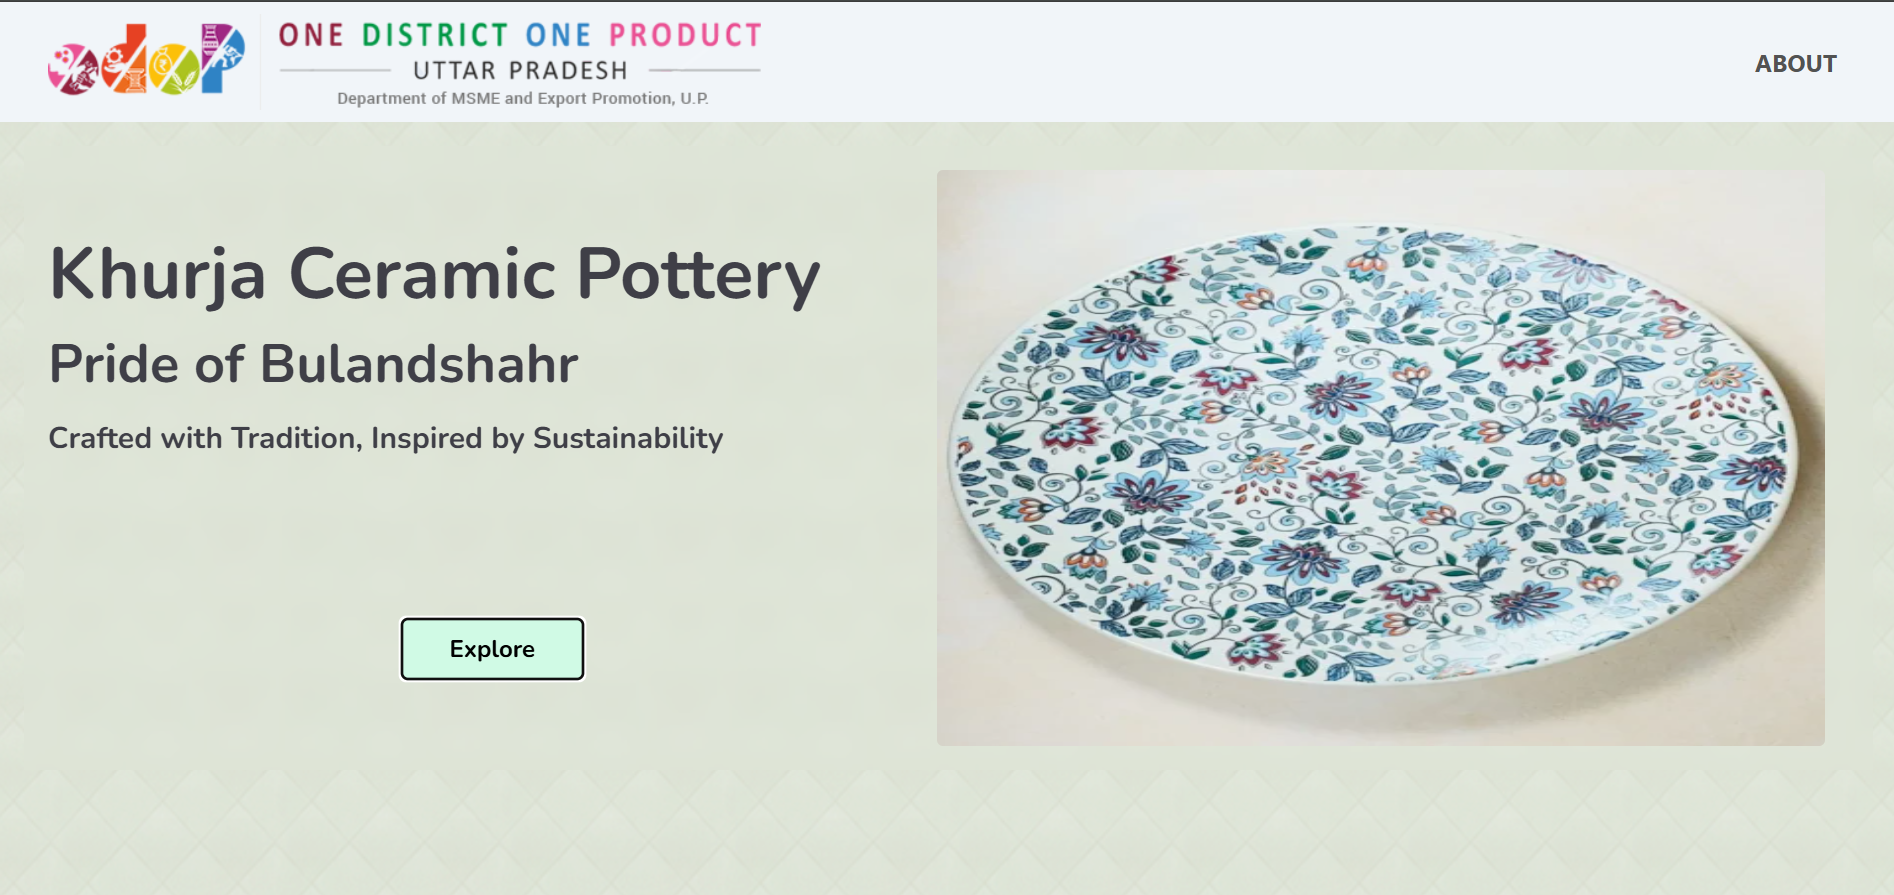 odop
ONE DISTRICT ONE PRODUCT
UTTAR PRADESH
Department of MSME and Export Promotion, U.P.
ABOUT
Khurja Ceramic Pottery
Pride of Bulandshahr
Crafted with Tradition, Inspired by Sustainability
Explore